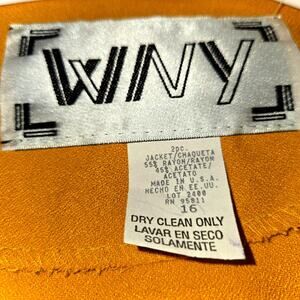 WNY
2PC.
JACKET/CHAQUETA
55% RAYON/RAYON
45% ACETATE/
ACETATO
MADE IN U.S.A.
HECHO EN EE.UU.
LOT 2400
RN 95811
16
DRY CLEAN ONLY
LAVAR EN SECO
SOLAMENTE